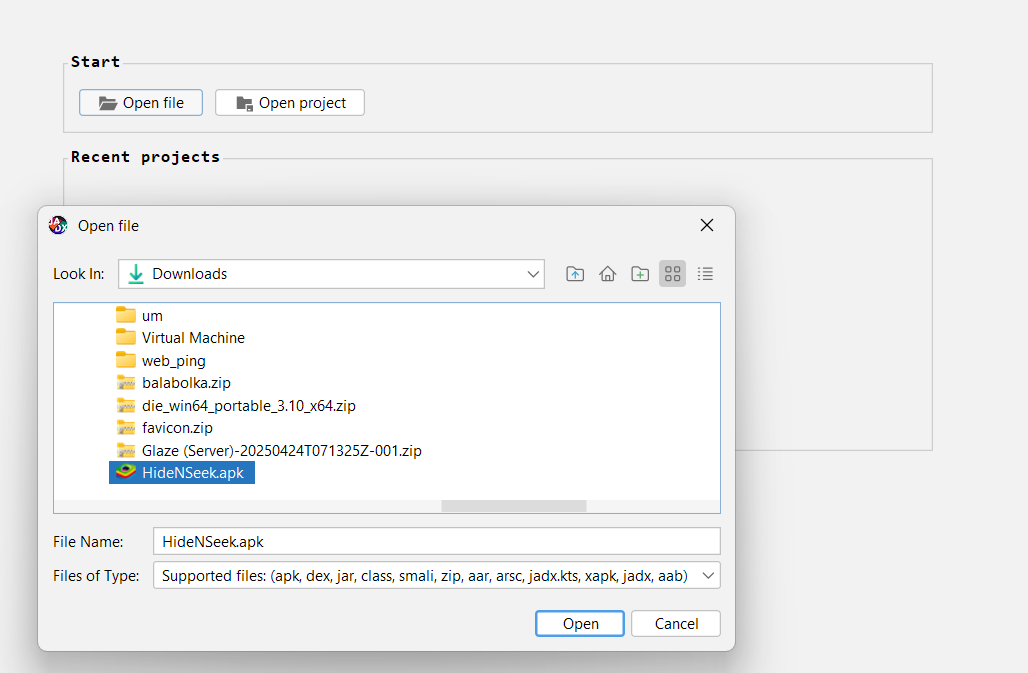 Start
Open file
Open project
Recent projects
Open file
Look In:
Downloads
um
Virtual Machine
web_ping
balabolka.zip
die_win64_portable_3.10_x64.zip
favicon.zip
Glaze (Server)-20250424T071325Z-001.zip
HideNSeek.apk
File Name:
HideNSeek.apk
Files of Type:
Supported files: (apk, dex, jar, class, smali, zip, aar, arsc, jadx.kts, xapk, jadx, aab)
Open
Cancel